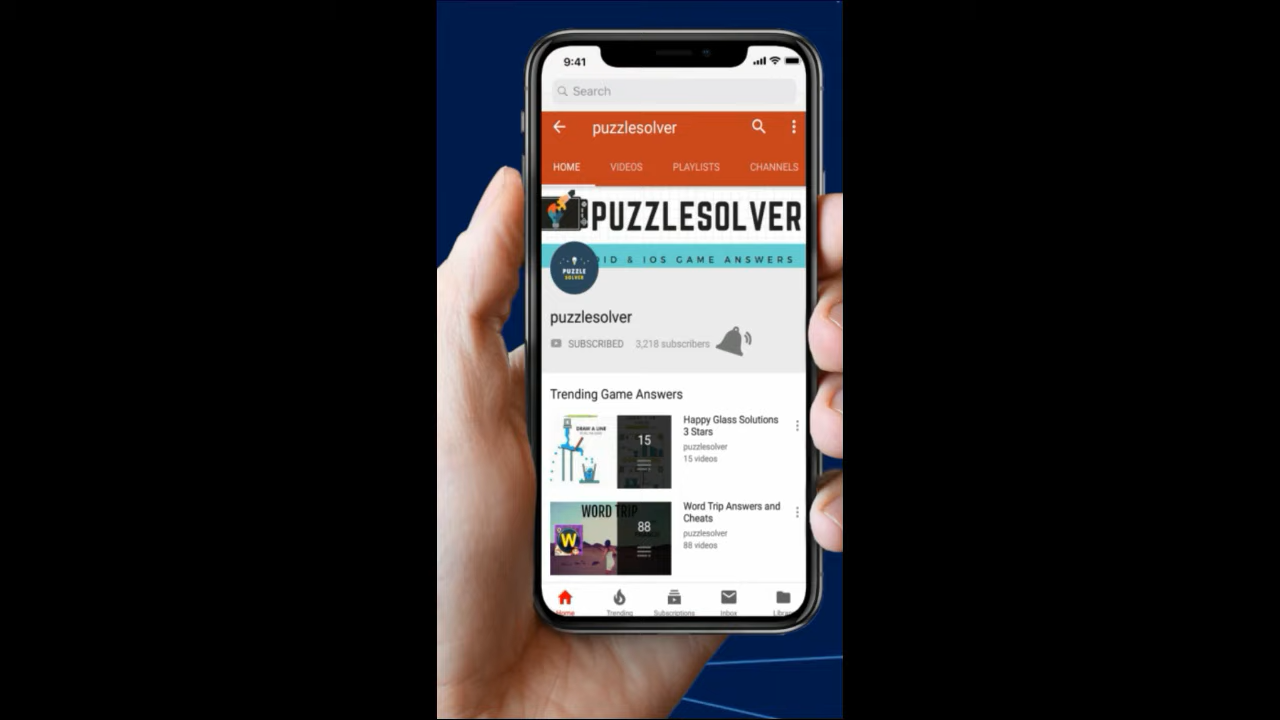 9:41
Search
puzzlesolver
HOME VIDEOS PLAYLISTS CHANNELS
PUZZLESOLVER
OID & IOS GAME ANSWERS
PUZZLE
SOLVER
puzzlesolver
SUBSCRIBED 3,218 subscribers
Trending Game Answers
DRAW A LINE
15
Happy Glass Solutions
3 Stars
puzzlesolver
15 videos
WORD TRIP
W
88
Word Trip Answers and
Cheats
puzzlesolver
88 videos
Home Trending Subscriptions Inbox Library